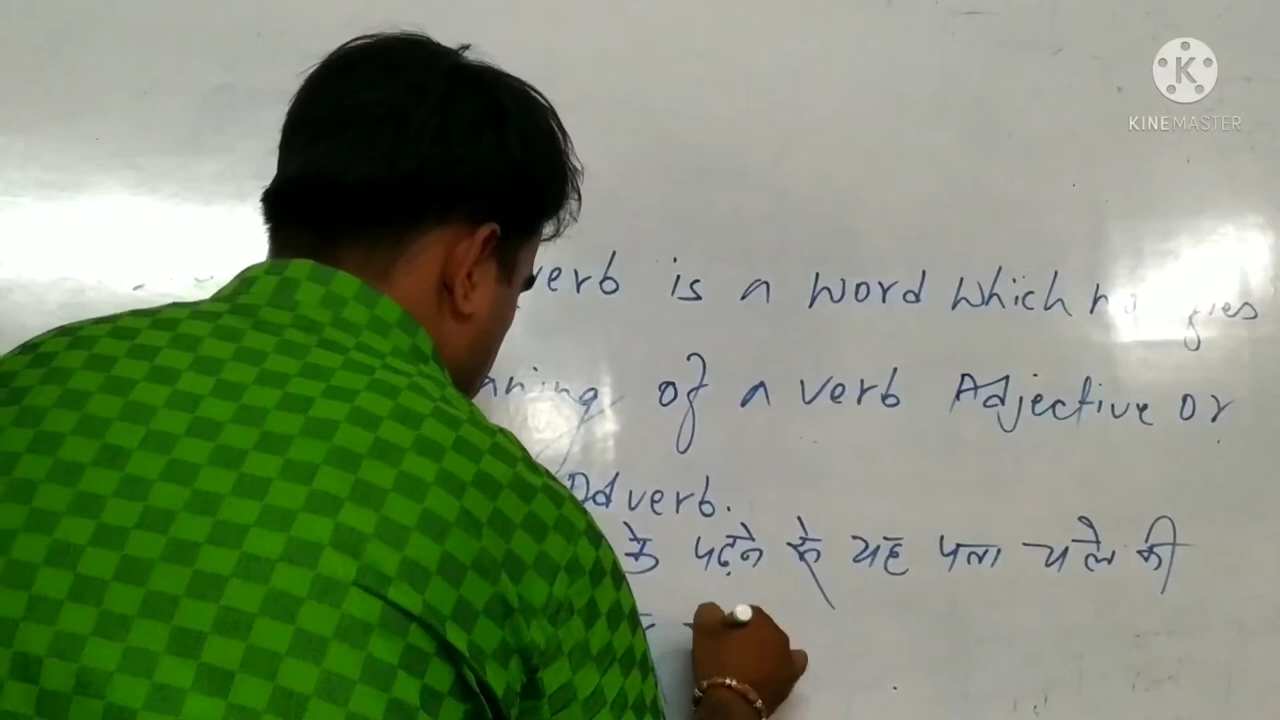 KINEMASTER
verb is a word which
of a verb Adjective or
Adverb.
के पढ़ने से यह पता चले की